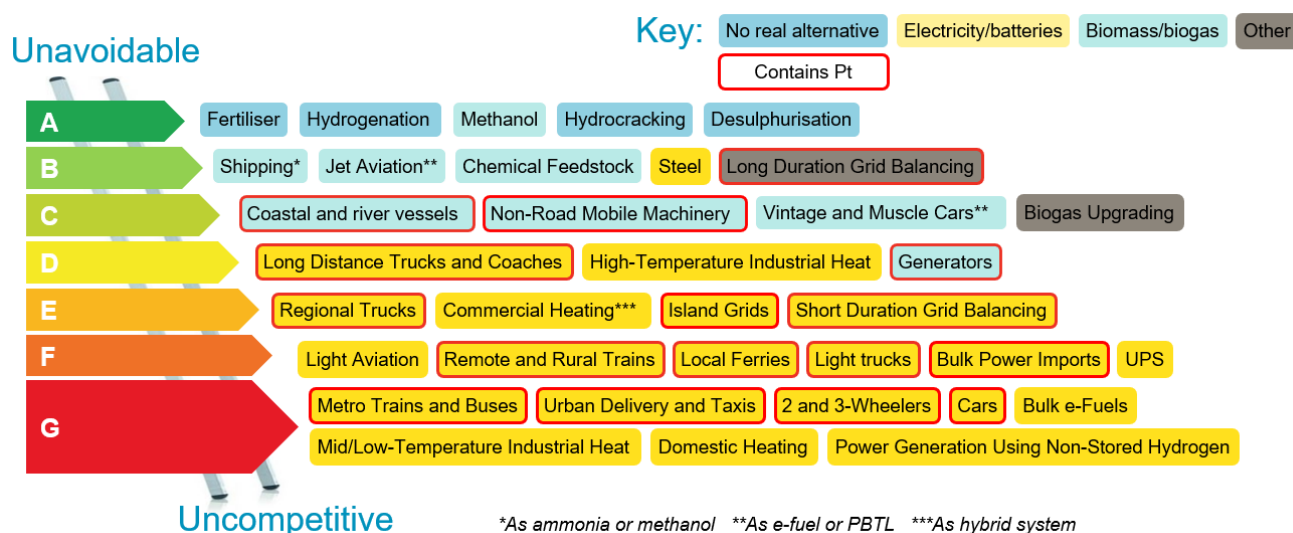 Unavoidable
Key: No real alternative Electricity/batteries Biomass/biogas Other
Contains Pt
A Fertiliser Hydrogenation Methanol Hydrocracking Desulphurisation
B Shipping* Jet Aviation** Chemical Feedstock Steel Long Duration Grid Balancing
C Coastal and river vessels Non-Road Mobile Machinery Vintage and Muscle Cars** Biogas Upgrading
D Long Distance Trucks and Coaches High-Temperature Industrial Heat Generators
E Regional Trucks Commercial Heating*** Island Grids Short Duration Grid Balancing
F Light Aviation Remote and Rural Trains Local Ferries Light trucks Bulk Power Imports UPS
G Metro Trains and Buses Urban Delivery and Taxis 2 and 3-Wheelers Cars Bulk e-Fuels
Mid/Low-Temperature Industrial Heat Domestic Heating Power Generation Using Non-Stored Hydrogen
Uncompetitive
*As ammonia or methanol **As e-fuel or PBTL ***As hybrid system